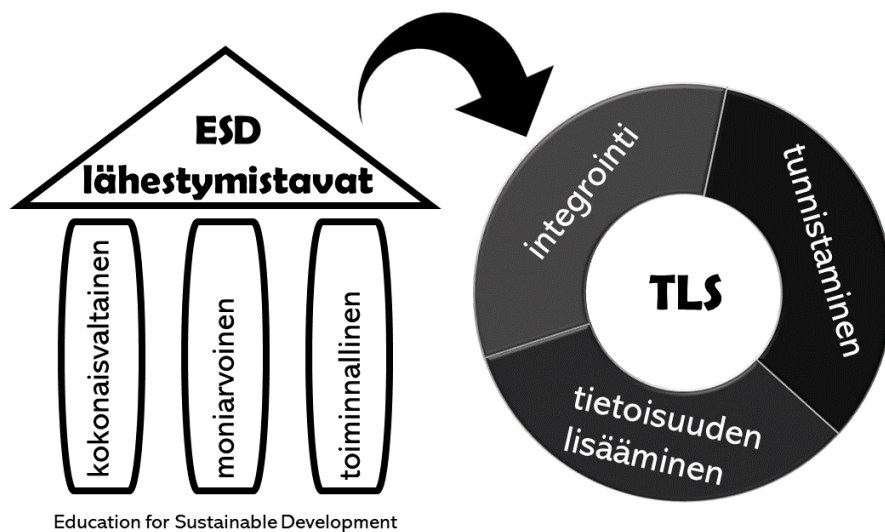 ESD
lähestymistavat
kokonaisvaltainen
moniarvoinen
toiminnallinen
Education for Sustainable Development
integrointi
tunnistaminen
TLS
tietoisuuden
lisääminen